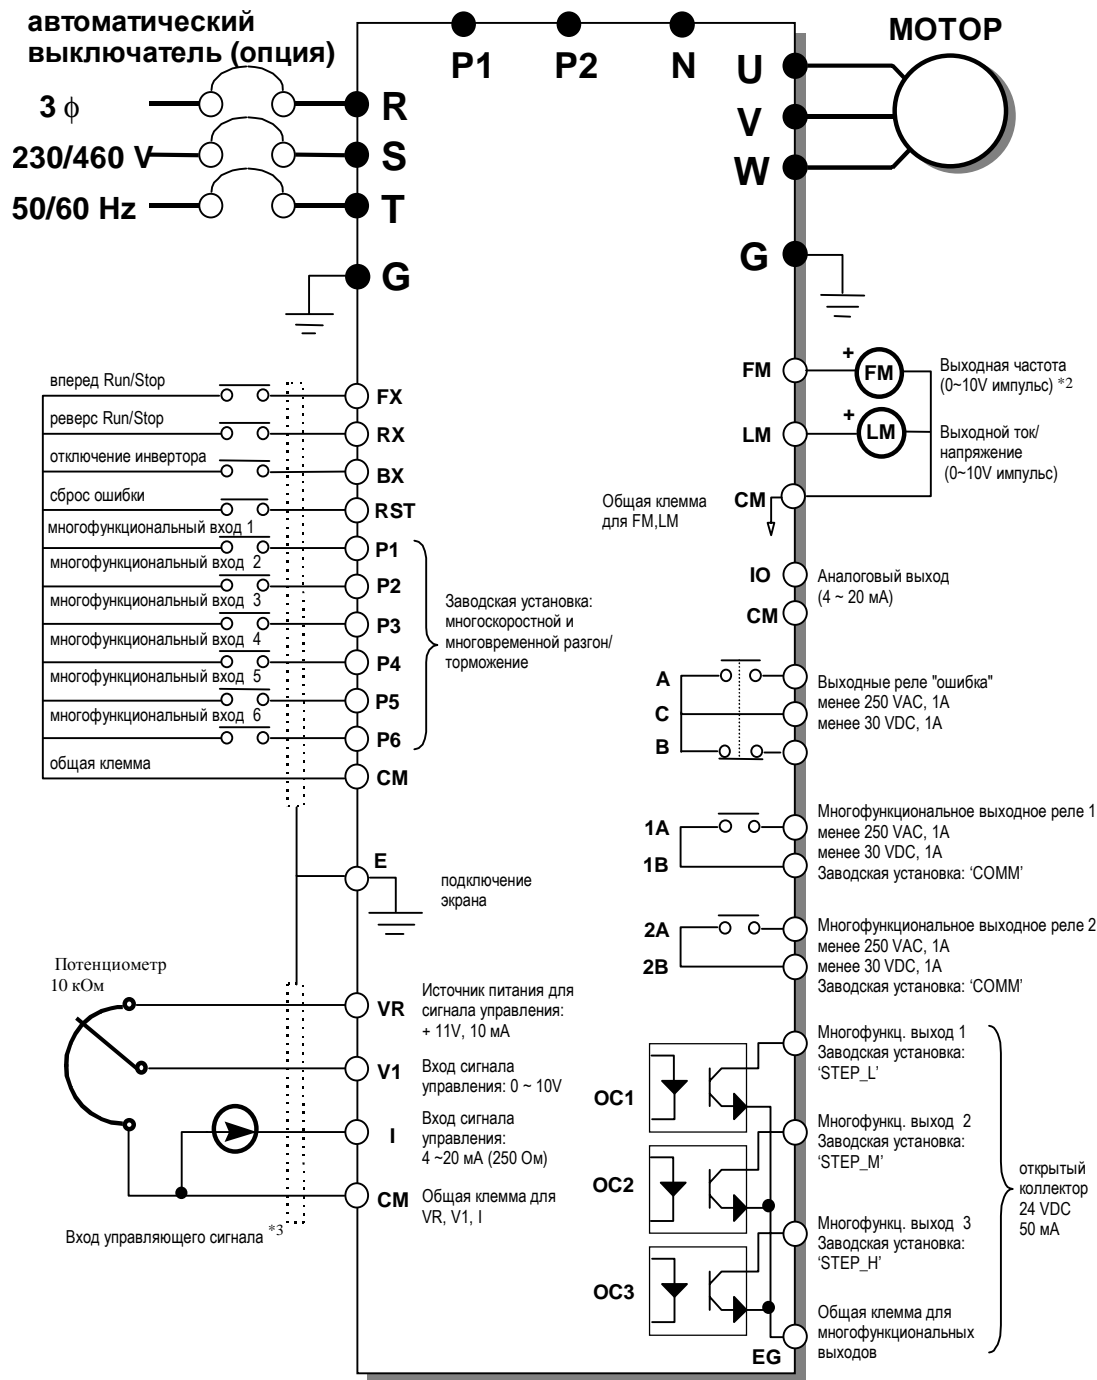 автоматический
выключатель (опция)
3 ϕ
230/460 V
50/60 Hz
R
S
T
G
P1
P2
N
U
V
W
G
МОТОР
вперед Run/Stop
реверс Run/Stop
отключение инвертора
сброс ошибки
многофункциональный вход 1
многофункциональный вход 2
многофункциональный вход 3
многофункциональный вход 4
многофункциональный вход 5
многофункциональный вход 6
общая клемма
FX
RX
BX
RST
P1
P2
P3
P4
P5
P6
CM
Заводская установка:
многоскоростной и
многовременной разгон/
торможение
E
подключение
экрана
Потенциометр
10 кОм
VR
Источник питания для
сигнала управления:
+ 11V, 10 мА
V1
Вход сигнала
управления: 0 ~ 10V
I
Вход сигнала
управления:
4 ~20 мА (250 Ом)
CM
Общая клемма для
VR, V1, I
Вход управляющего сигнала *3
FM
+
FM
Выходная частота
(0~10V импульс) *2
LM
+
LM
Выходной ток/
напряжение
(0~10V импульс)
Общая клемма
для FM,LM
CM
IO
CM
Аналоговый выход
(4 ~ 20 мА)
A
C
B
Выходные реле "ошибка"
менее 250 VAC, 1A
менее 30 VDC, 1A
1A
1B
Многофункциональное выходное реле 1
менее 250 VAC, 1A
менее 30 VDC, 1A
Заводская установка: ‘COMM’
2A
2B
Многофункциональное выходное реле 2
менее 250 VAC, 1A
менее 30 VDC, 1A
Заводская установка: ‘COMM’
OC1
Многофункц. выход 1
Заводская установка:
‘STEP_L’
OC2
Многофункц. выход 2
Заводская установка:
‘STEP_M’
OC3
Многофункц. выход 3
Заводская установка:
‘STEP_H’
EG
Общая клемма для
многофункциональных
выходов
открытый
коллектор
24 VDC
50 мА